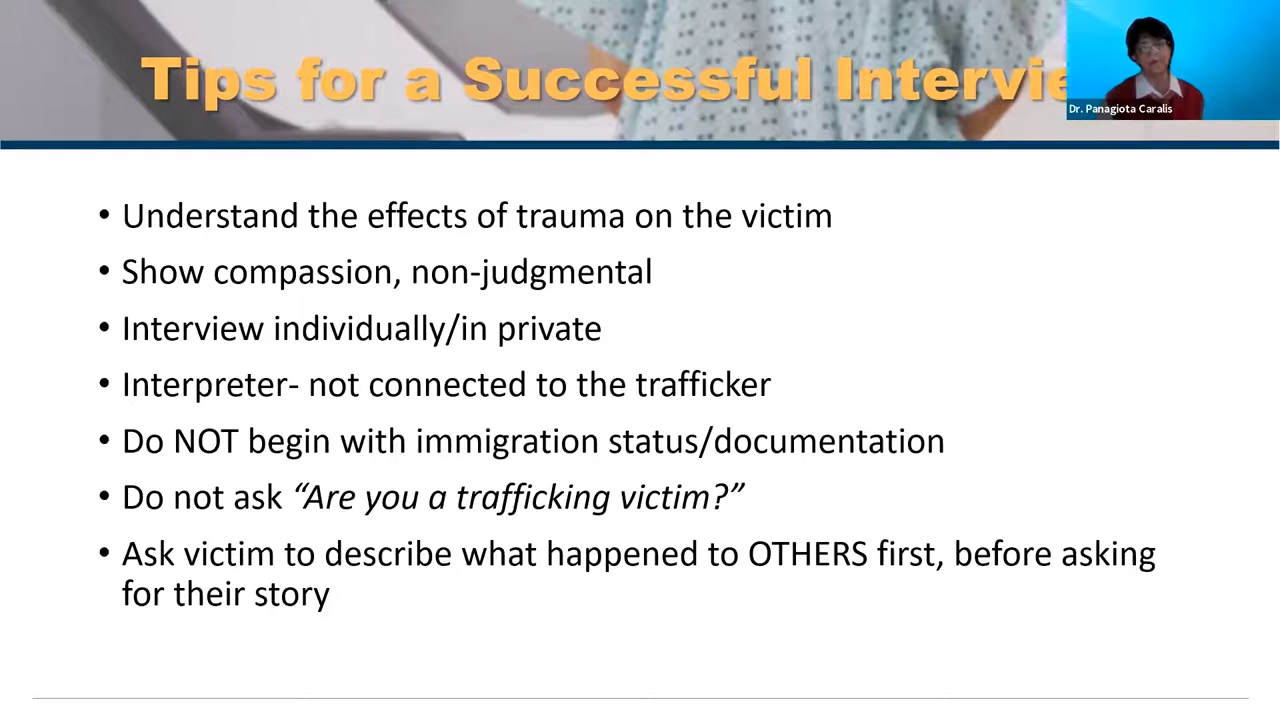 Tips for a Successful Intervie
Dr. Panagiota Caralis
• Understand the effects of trauma on the victim
• Show compassion, non-judgmental
• Interview individually/in private
• Interpreter- not connected to the trafficker
• Do NOT begin with immigration status/documentation
• Do not ask “Are you a trafficking victim?”
• Ask victim to describe what happened to OTHERS first, before asking
for their story